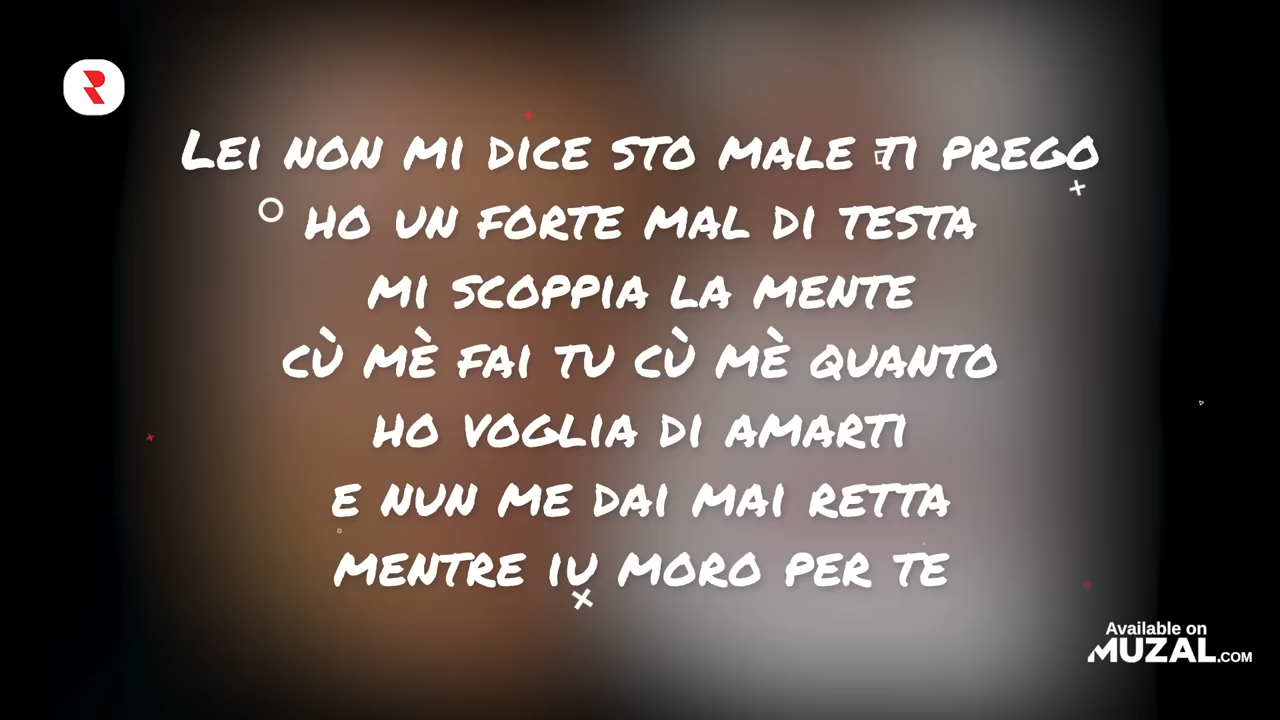 Lei non mi dice sto male ti prego
ho un forte mal di testa
mi scoppia la mente
cù mè fai tu cù mè quanto
ho voglia di amarti
e nun me dai mai retta
mentre iu moro per te
Available on
MUZAL.COM